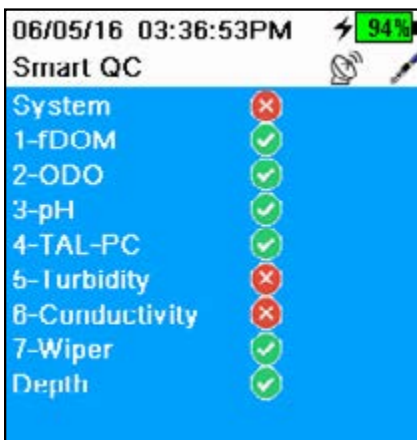 06/05/16 03:36:53PM 94%
Smart QC
System
1-fDOM
2-ODO
3-pH
4-TAL-PC
5-Turbidity
6-Conductivity
7-Wiper
Depth